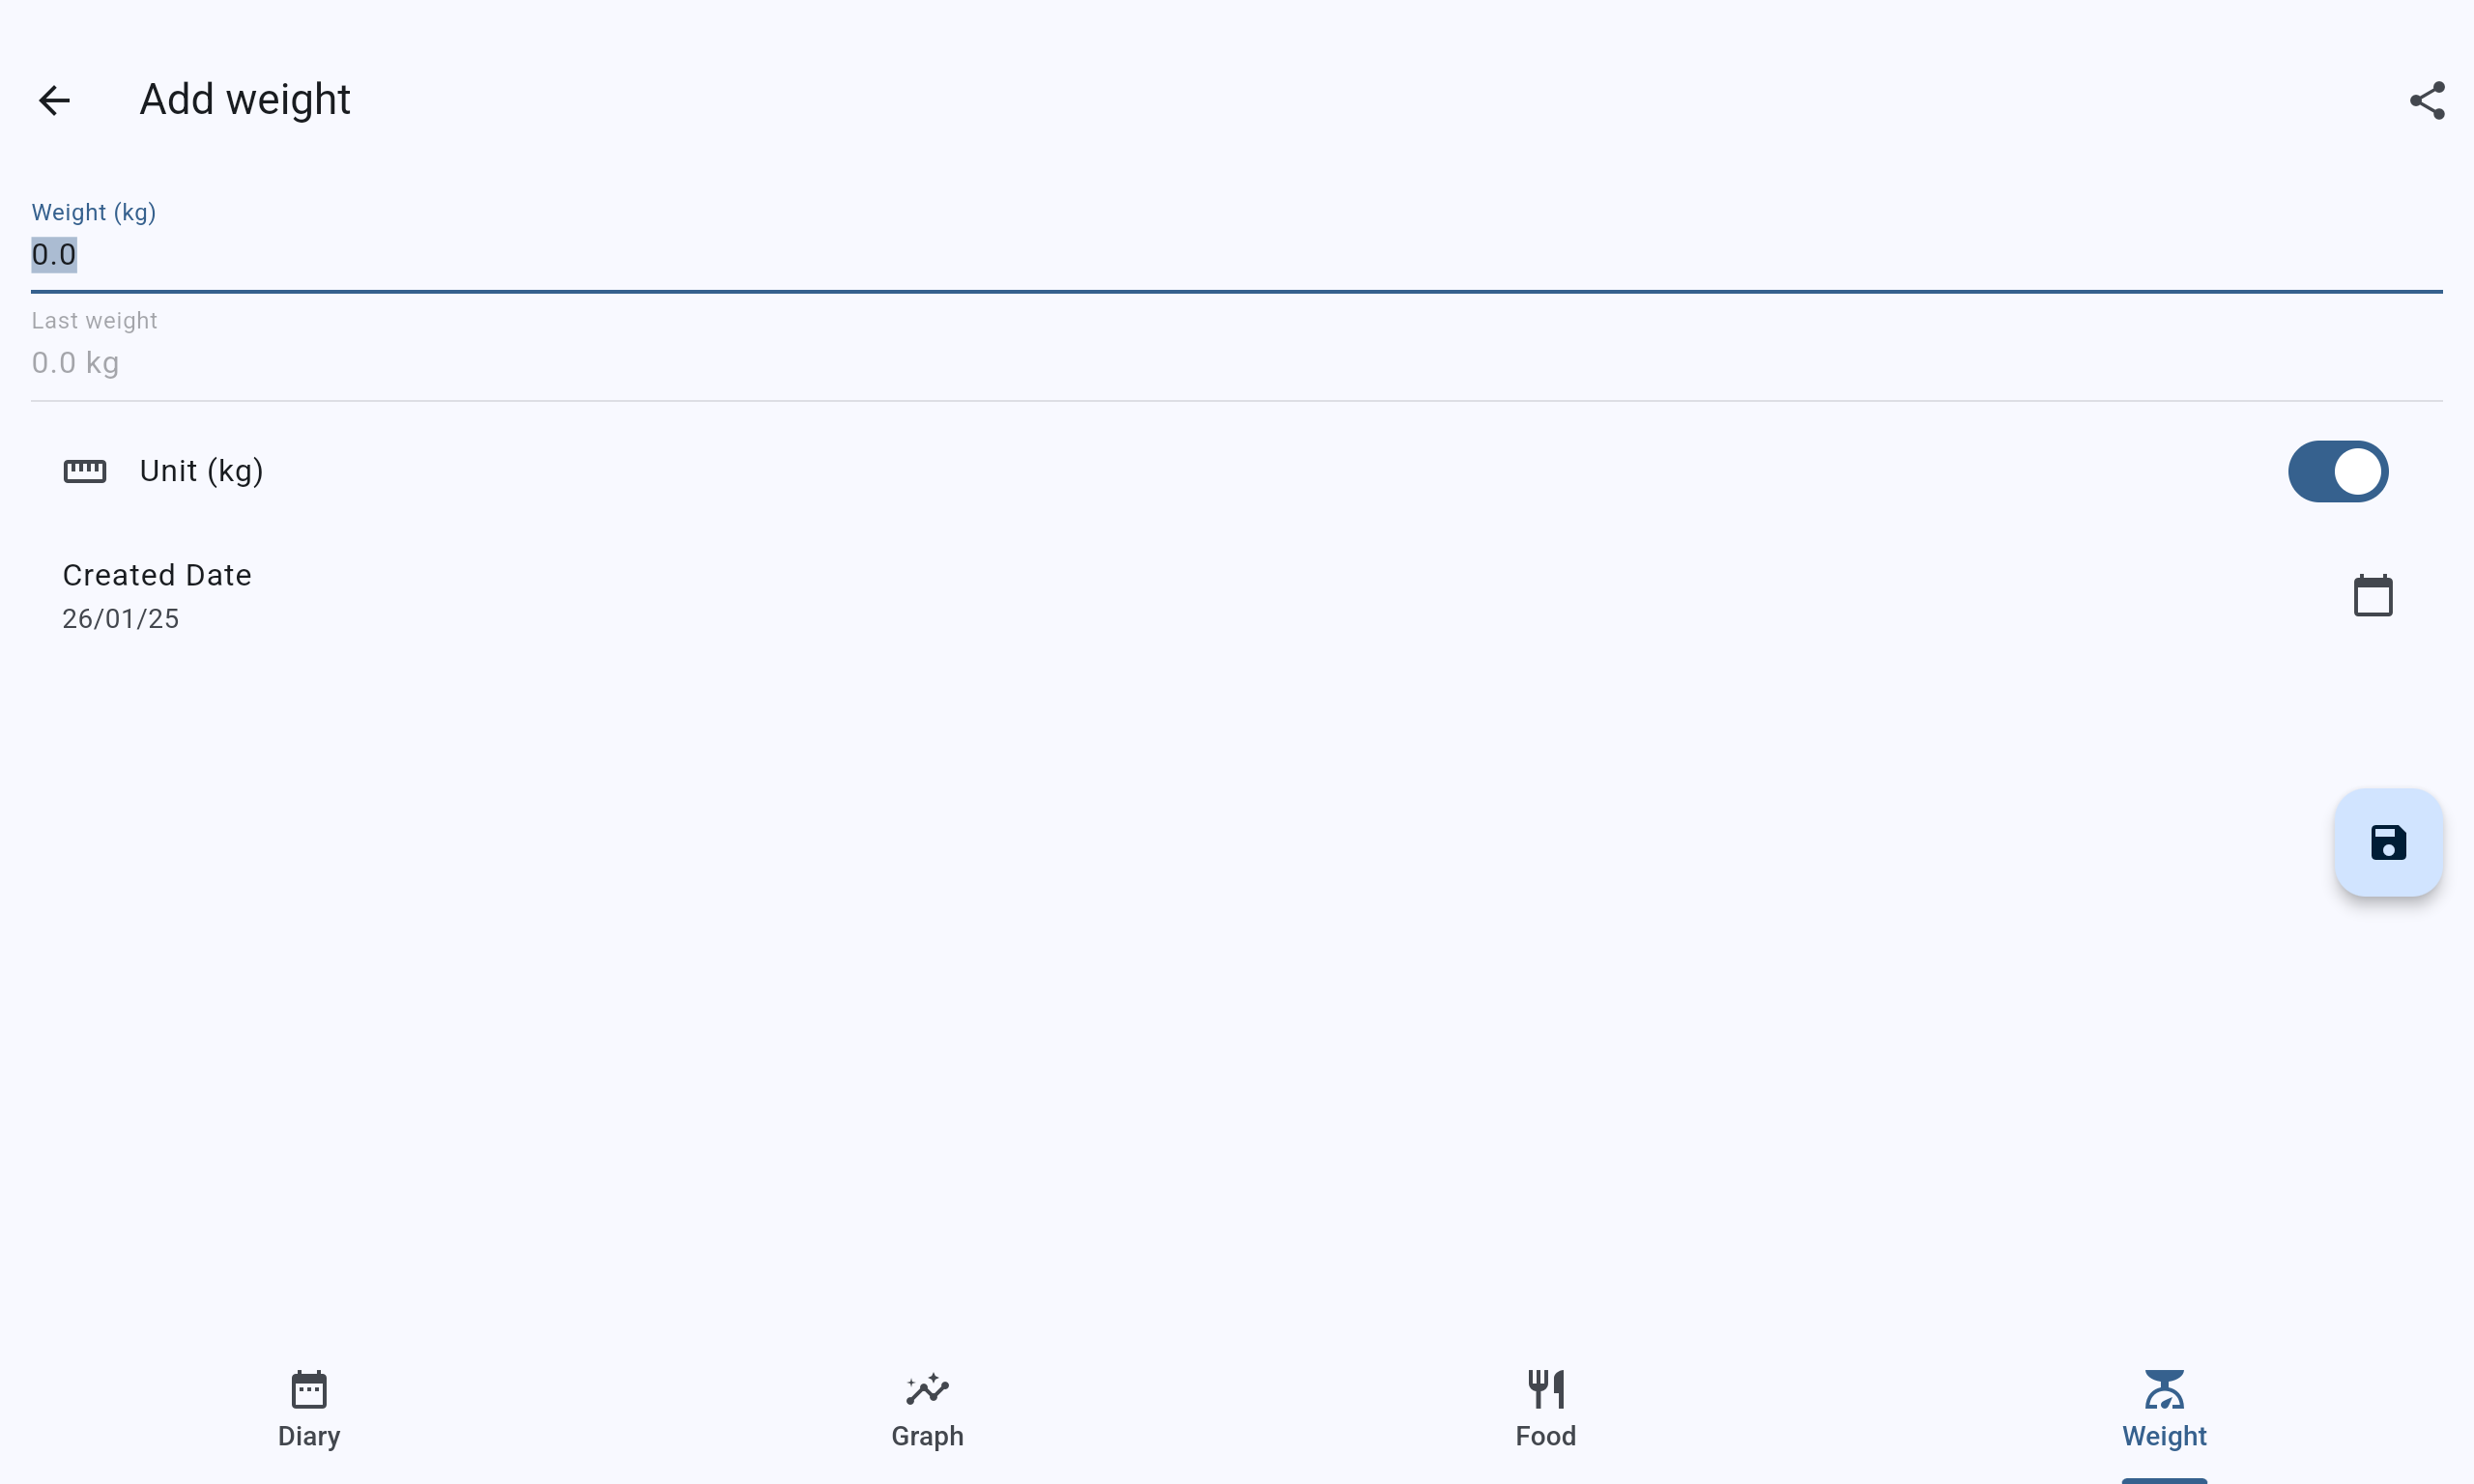 Add weight
Weight (kg)
0.0
Last weight
0.0 kg
Unit (kg)
Created Date
26/01/25
Diary
Graph
Food
Weight